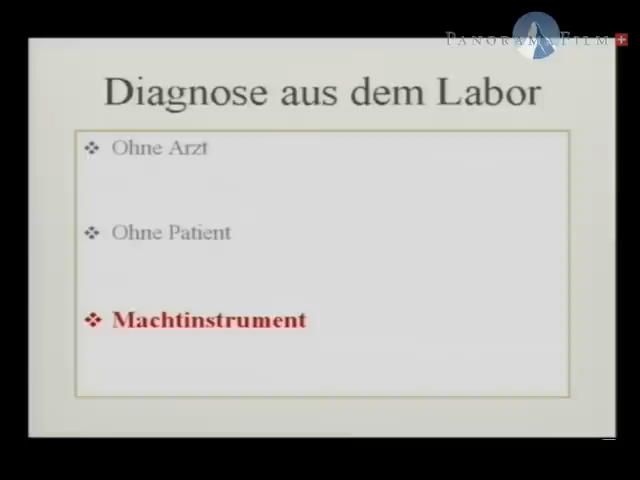 PANORAMA FILM
Diagnose aus dem Labor
Ohne Arzt
Ohne Patient
Machtinstrument